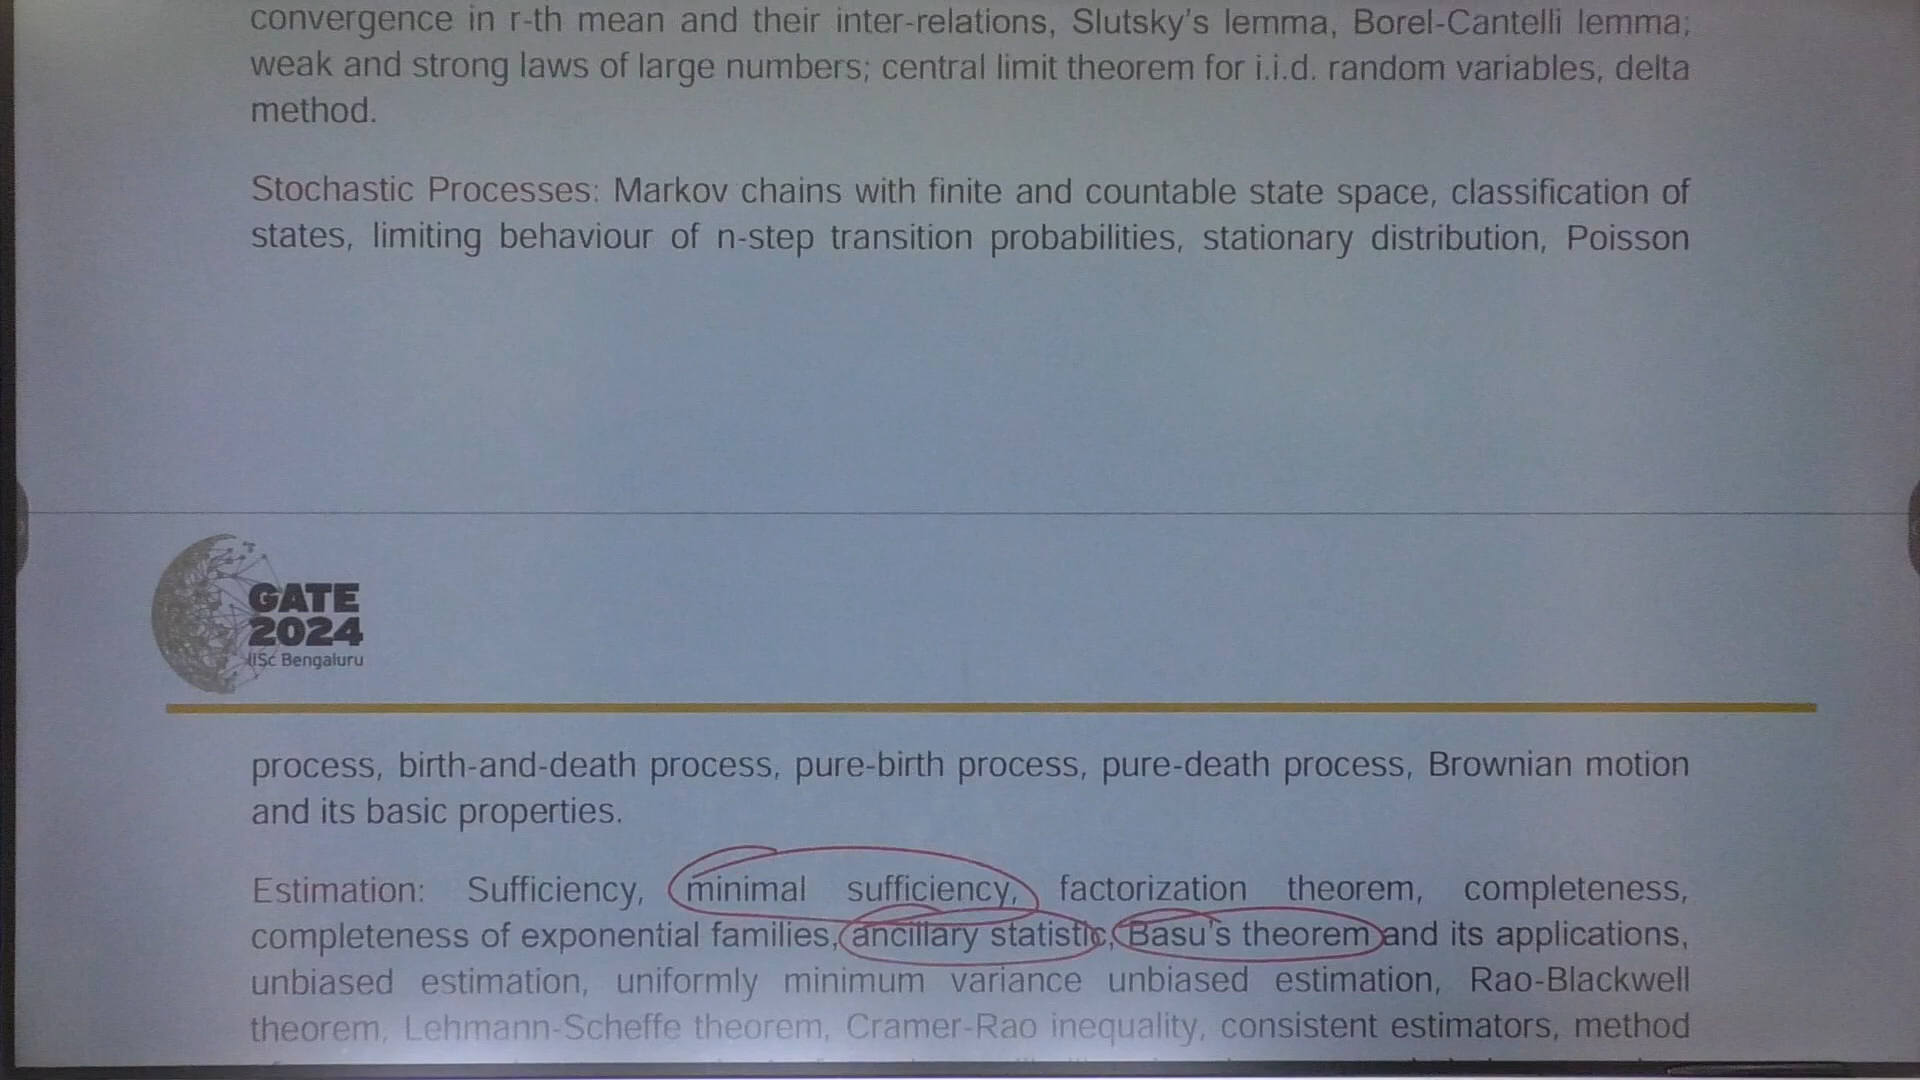 convergence in r-th mean and their inter-relations, Slutsky's lemma, Borel-Cantelli lemma;
weak and strong laws of large numbers; central limit theorem for i.i.d. random variables, delta
method.
Stochastic Processes: Markov chains with finite and countable state space, classification of
states, limiting behaviour of n-step transition probabilities, stationary distribution, Poisson
GATE
2024
IISc Bengaluru
process, birth-and-death process, pure-birth process, pure-death process, Brownian motion
and its basic properties.
Estimation: Sufficiency, minimal sufficiency, factorization theorem, completeness,
completeness of exponential families, ancillary statistic, Basu's theorem and its applications,
unbiased estimation, uniformly minimum variance unbiased estimation, Rao-Blackwell
theorem, Lehmann-Scheffe theorem, Cramer-Rao inequality, consistent estimators, method